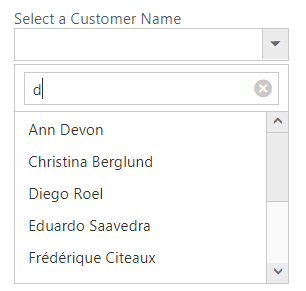 Select a Customer Name
d
Ann Devon
Christina Berglund
Diego Roel
Eduardo Saavedra
Frédérique Citeaux